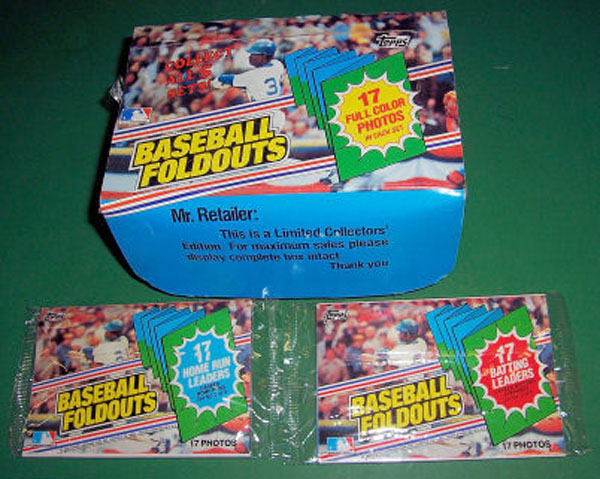 COLLECT
ALL 5
SETS!
Topps
17
FULL COLOR
PHOTOS
IN EACH SET
BASEBALL
FOLDOUTS
3
Mr. Retailer:
This is a Limited Collectors'
Edition. For maximum sales please
display complete box intact.
Thank you
Topps
17
HOME RUN
LEADERS
BASEBALL
FOLDOUTS
17 PHOTOS
Topps
17
BATTING
LEADERS
BASEBALL
FOLDOUTS
17 PHOTOS